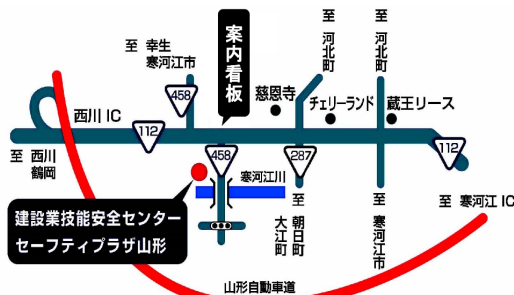 案内看板
至 幸生
寒河江市
至 河北町
至 河北町
458
慈恩寺
チェリーランド
蔵王リース
西川 IC
112
至 西川
鶴岡
458
287
112
寒河江川
建設業技能安全センター
セーフティプラザ山形
至 朝日町
大江町
至 寒河江市
至 寒河江 IC
山形自動車道